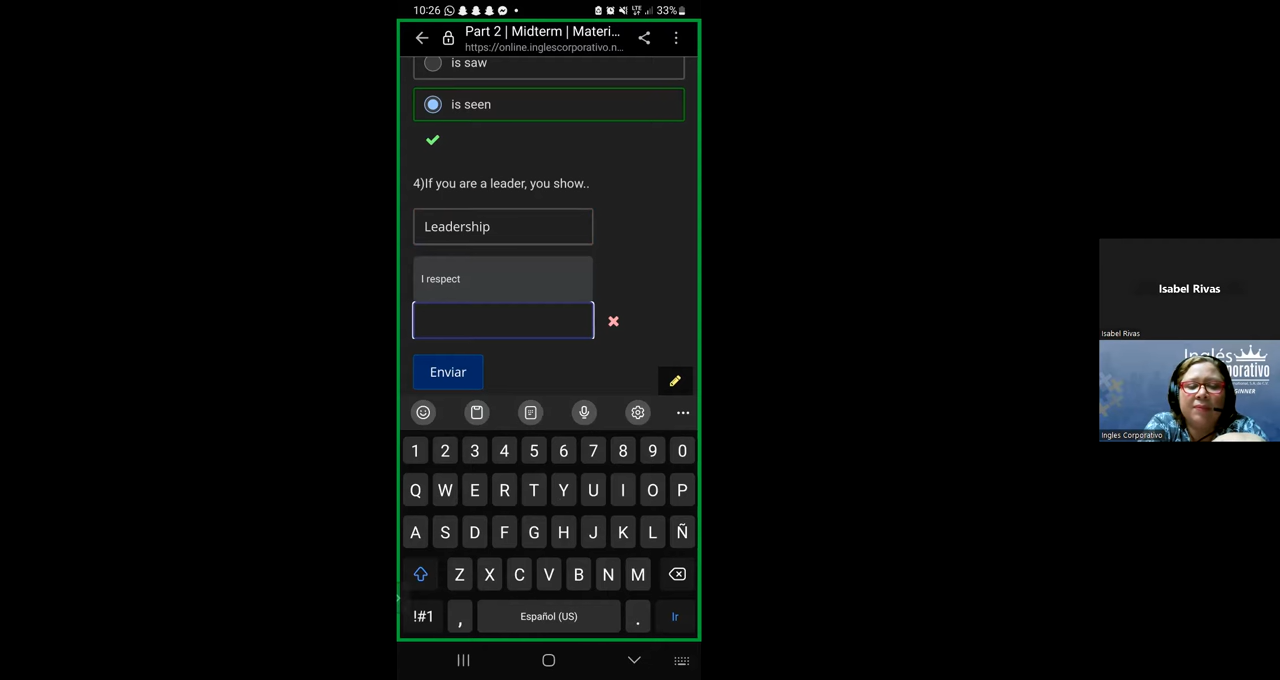 10:26
LTE
33%
Part 2 | Midterm | Materi...
https://online.inglescorporativo.n...
is saw
is seen
4)If you are a leader, you show..
Leadership
I respect
Enviar
1 2 3 4 5 6 7 8 9 0
Q W E R T Y U I O P
A S D F G H J K L Ñ
Z X C V B N M
!#1 , Español (US) . Ir
Isabel Rivas
Isabel Rivas
Inglés
Ingles Corporativo